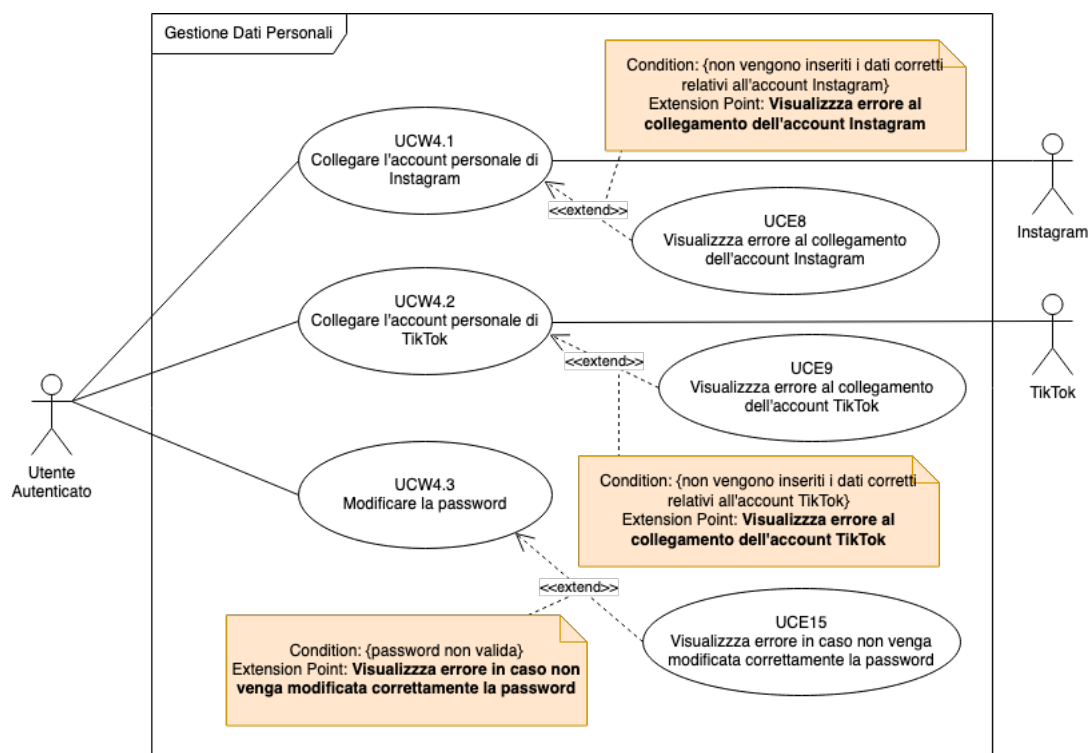 Gestione Dati Personali
Condition: {non vengono inseriti i dati corretti
relativi all'account Instagram}
Extension Point: Visualizzza errore al
collegamento dell'account Instagram
UCW4.1
Collegare l'account personale di
Instagram
<<extend>>
UCE8
Visualizzza errore al collegamento
dell'account Instagram
Instagram
UCW4.2
Collegare l'account personale di
TikTok
<<extend>>
UCE9
Visualizzza errore al collegamento
dell'account TikTok
TikTok
Utente
Autenticato
UCW4.3
Modificare la password
Condition: {non vengono inseriti i dati corretti
relativi all'account TikTok}
Extension Point: Visualizzza errore al
collegamento dell'account TikTok
<<extend>>
UCE15
Visualizzza errore in caso non venga
modificata correttamente la password
Condition: {password non valida}
Extension Point: Visualizzza errore in caso non
venga modificata correttamente la password